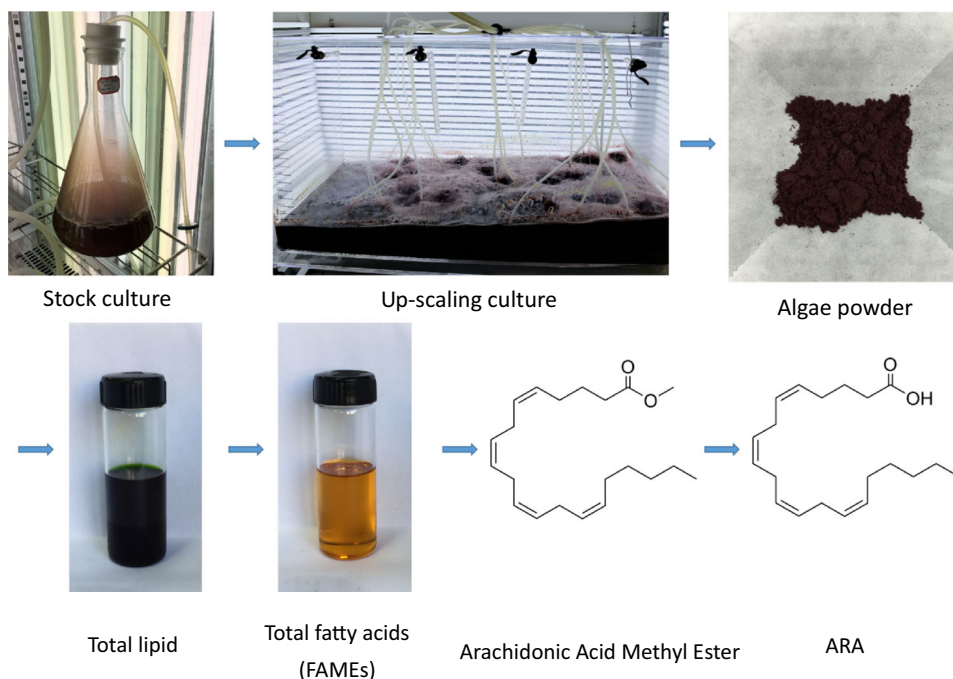 Stock culture
Up-scaling culture
Algae powder
O
O
O
OH
Total lipid
Total fatty acids
(FAMEs)
Arachidonic Acid Methyl Ester
ARA